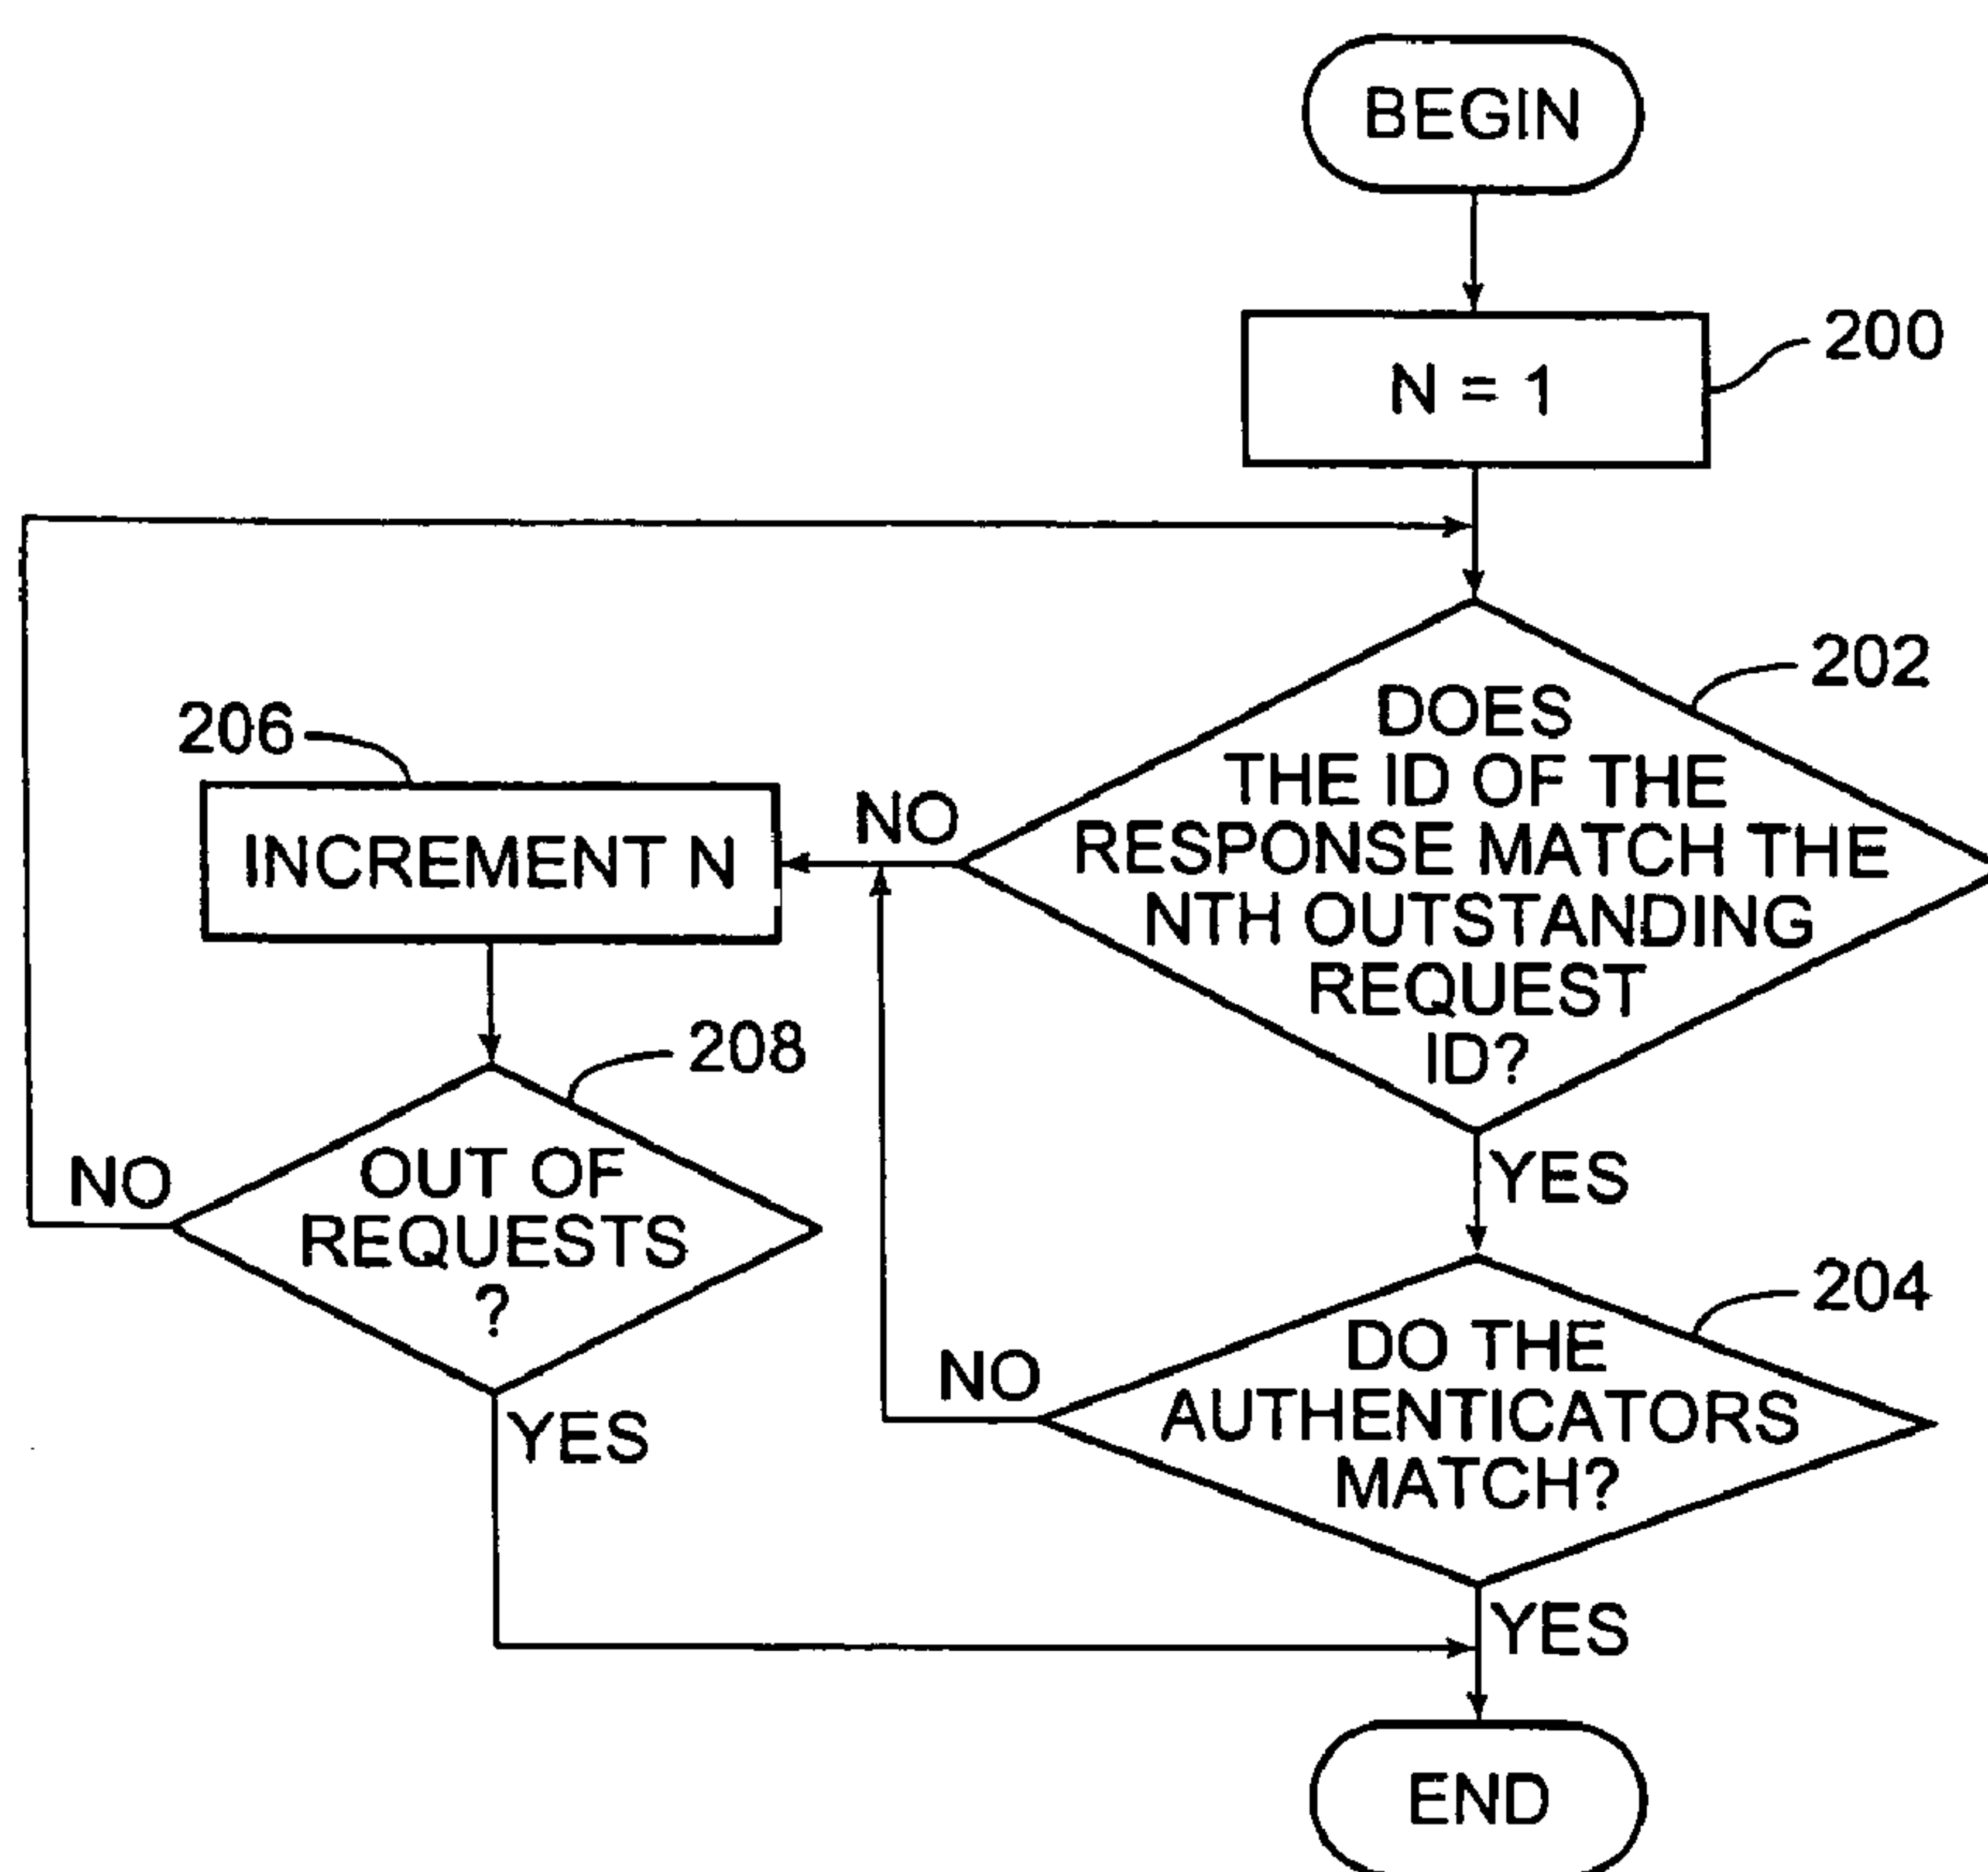 BEGIN
N = 1
200
DOES
THE ID OF THE
RESPONSE MATCH THE
NTH OUTSTANDING
REQUEST
ID?
202
NO
206
INCREMENT N
208
OUT OF
REQUESTS
?
NO
YES
YES
204
DO THE
AUTHENTICATORS
MATCH?
NO
YES
END